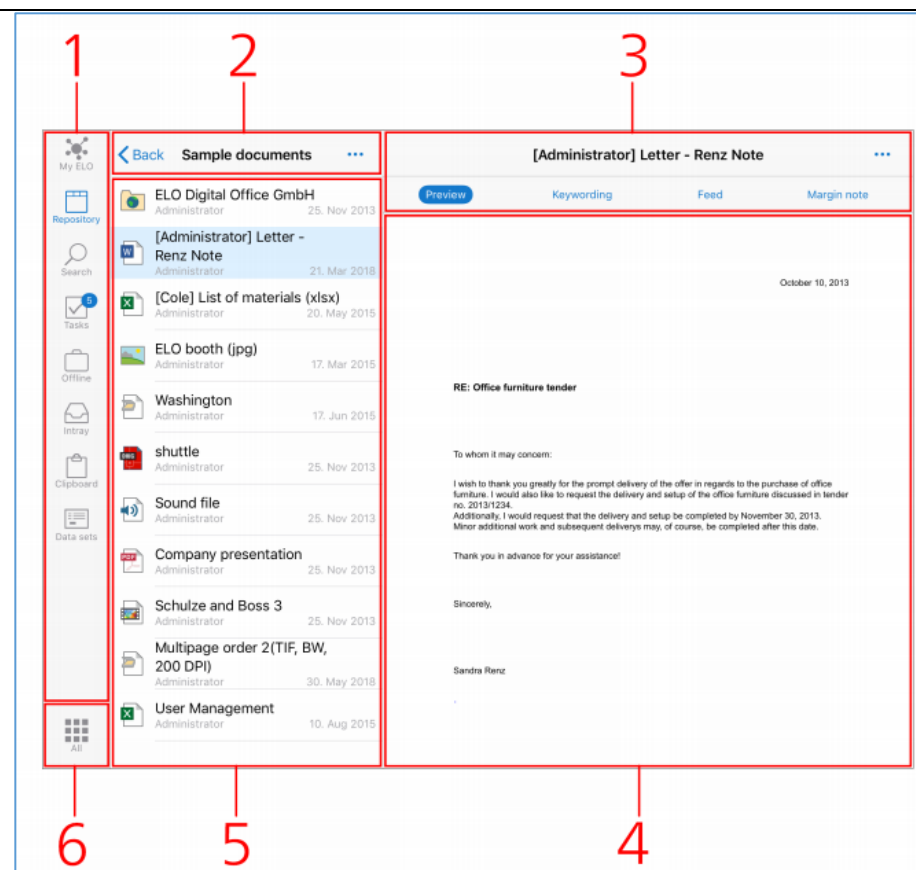 1
2
3
My ELO
Repository
Search
5
Tasks
Offline
Intray
Clipboard
Data sets
All
Back Sample documents ...
ELO Digital Office GmbH
Administrator 25. Nov 2013
[Administrator] Letter -
Renz Note
Administrator 21. Mar 2018
[Cole] List of materials (xlsx)
Administrator 20. May 2015
ELO booth (jpg)
Administrator 17. Mar 2015
Washington
Administrator 17. Jun 2015
shuttle
Administrator 25. Nov 2013
Sound file
Administrator 25. Nov 2013
PDF
Company presentation
Administrator 25. Nov 2013
Schulze and Boss 3
Administrator 25. Nov 2013
Multipage order 2(TIF, BW,
200 DPI)
Administrator 30. May 2018
User Management
Administrator 10. Aug 2015
[Administrator] Letter - Renz Note ...
Preview Keywording Feed Margin note
October 10, 2013
RE: Office furniture tender
To whom it may concern:
I wish to thank you greatly for the prompt delivery of the offer in regards to the purchase of office
furniture. I would also like to request the delivery and setup of the office furniture discussed in tender
no. 2013/1234.
Additionally, I would request that the delivery and setup be completed by November 30, 2013.
Minor additional work and subsequent deliverys may, of course, be completed after this date.
Thank you in advance for your assistance!
Sincerely,
Sandra Renz
6
5
4